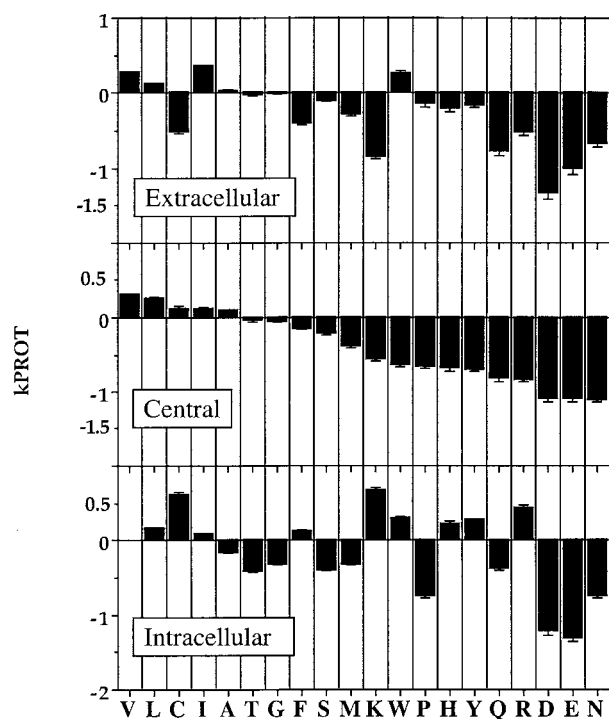 1
0
-1
-1.5
Extracellular
0.5
0
-1
-1.5
Central
kPROT
0.5
0
-1
-2
Intracellular
V L C I A T G F S M K W P H Y Q R D E N